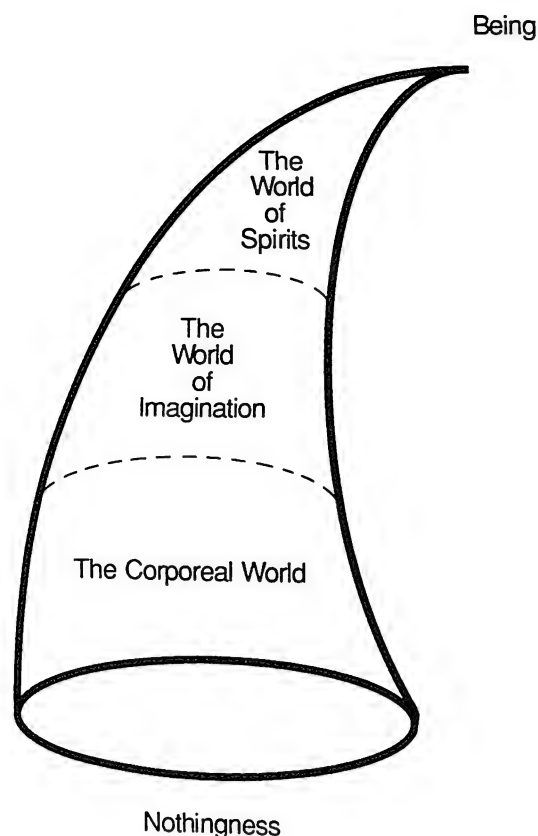 Being
The
World
of
Spirits
The
World
of
Imagination
The Corporeal World
Nothingness